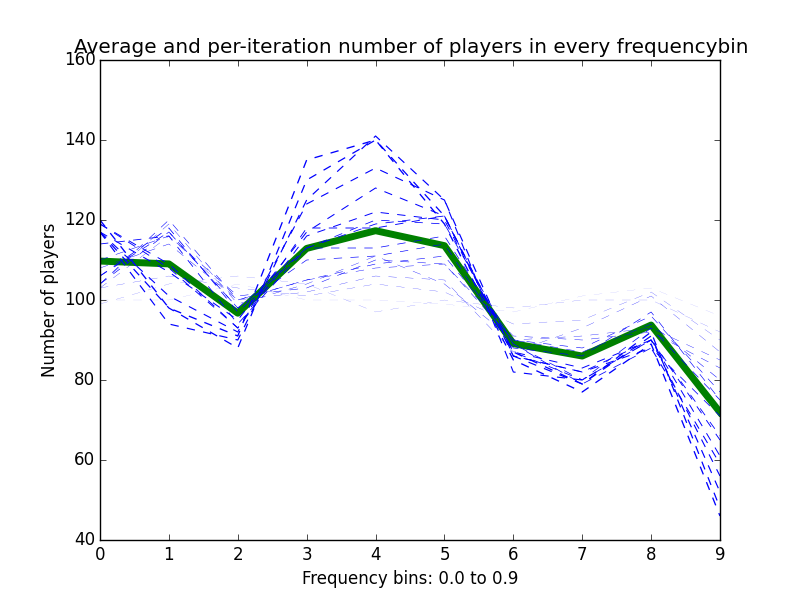 Average and per-iteration number of players in every frequencybin
160
140
120
100
80
60
40
Number of players
0 1 2 3 4 5 6 7 8 9
Frequency bins: 0.0 to 0.9